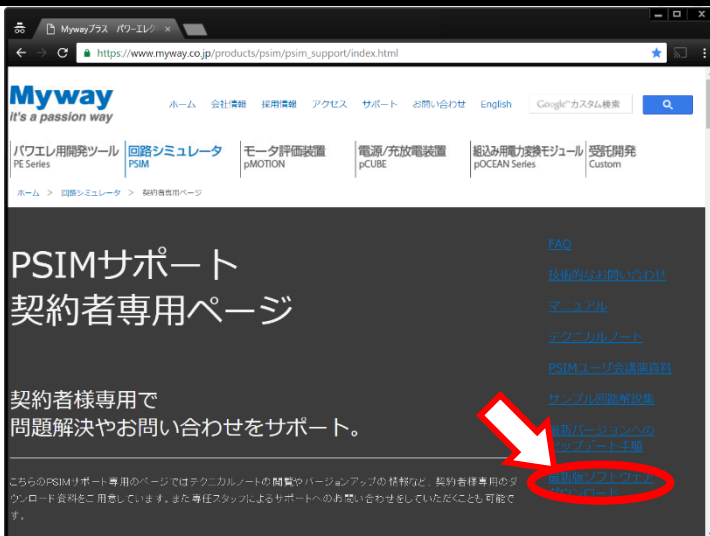 Mywayプラス パワーエレク
https://www.myway.co.jp/products/psim/psim_support/index.html
Myway
it's a passion way
ホーム 会社情報 採用情報 アクセス サポート お問い合わせ English Google カスタム検索
パワエレ用開発ツール 回路シミュレータ モータ評価装置 電源/充放電装置 組込み用電力変換モジュール 受託開発
PE Series PSIM pMOTION pCUBE pOCEAN Series Custom
ホーム > 回路シミュレータ > 契約者専用ページ
PSIMサポート
契約者専用ページ
契約者様専用で
問題解決やお問い合わせをサポート。
こちらのPSIMサポート専用のページではテクニカルノートの閲覧やバージョンアップの情報など、契約者様専用のダ
ウンロード資料をご用意しています。また専任スタッフによるサポートへのお問い合わせをしていただくことも可能で
す。
FAQ
技術的なお問い合わせ
マニュアル
テクニカルノート
PSIMユーザ会講演資料
サンプル回路解説集
最新バージョンへの
アップデート手順
最新版ソフトウェア
ダウンロード